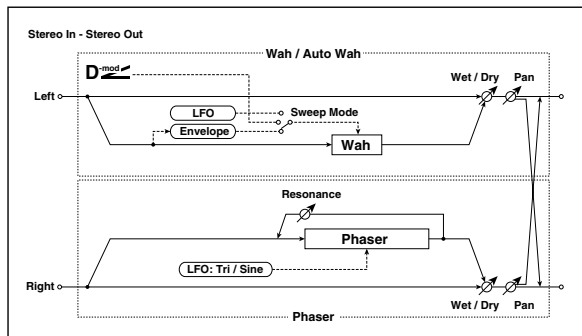 Stereo In - Stereo Out
Wah / Auto Wah
D-mod
Wet / Dry
Pan
Left
LFO
Sweep Mode
Envelope
Wah
Resonance
Phaser
LFO: Tri / Sine
Right
Wet / Dry
Pan
Phaser